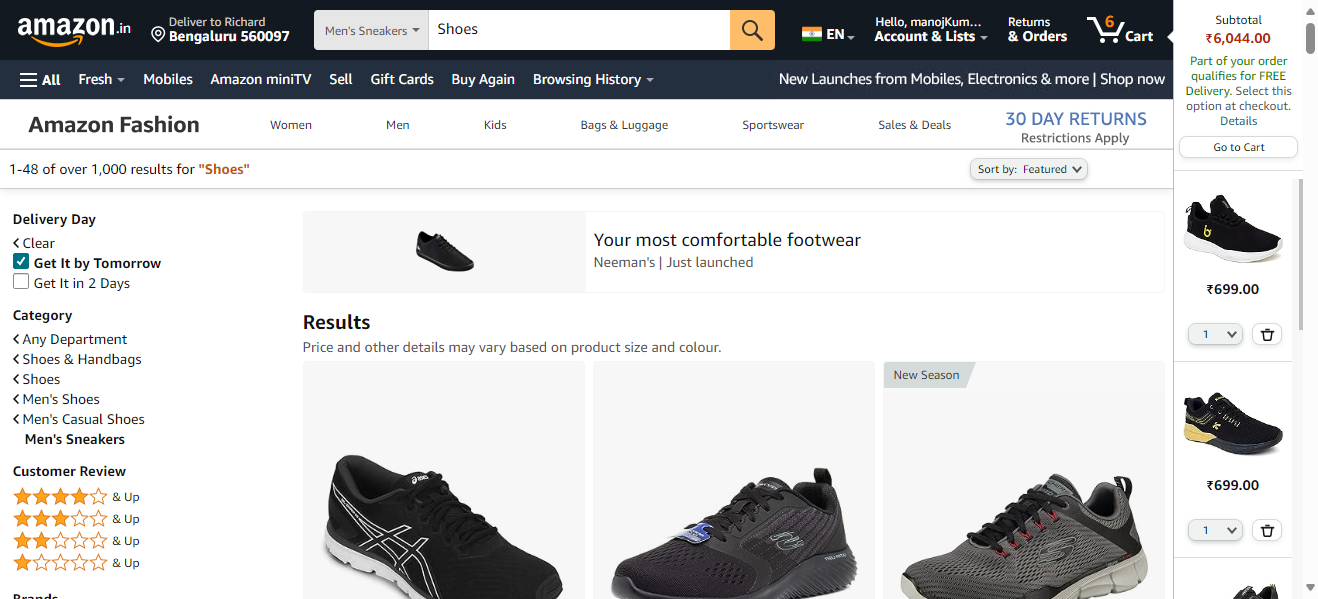 amazon.in
Deliver to Richard
Bengaluru 560097
Men's Sneakers
Shoes
EN
Hello, manojKum...
Account & Lists
Returns
& Orders
6
Cart
All
Fresh
Mobiles
Amazon miniTV
Sell
Gift Cards
Buy Again
Browsing History
New Launches from Mobiles, Electronics & more | Shop now
Amazon Fashion
Women
Men
Kids
Bags & Luggage
Sportswear
Sales & Deals
30 DAY RETURNS
Restrictions Apply
1-48 of over 1,000 results for "Shoes"
Sort by: Featured
Delivery Day
Clear
Get It by Tomorrow
Get It in 2 Days
Category
Any Department
Shoes & Handbags
Shoes
Men's Shoes
Men's Casual Shoes
Men's Sneakers
Customer Review
& Up
& Up
& Up
& Up
Brands
Your most comfortable footwear
Neeman's | Just launched
Results
Price and other details may vary based on product size and colour.
New Season
asics
Subtotal
₹6,044.00
Part of your order
qualifies for FREE
Delivery. Select this
option at checkout.
Details
Go to Cart
₹699.00
1
₹699.00
1